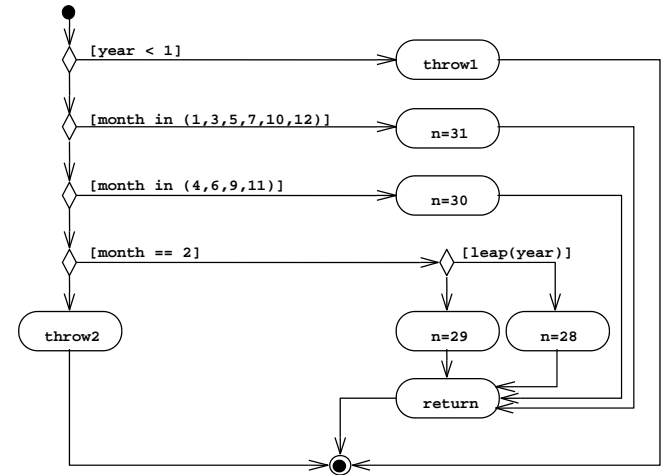 [year < 1]
throw1
[month in (1,3,5,7,10,12)]
n=31
[month in (4,6,9,11)]
n=30
[month == 2]
[leap(year)]
throw2
n=29
n=28
return